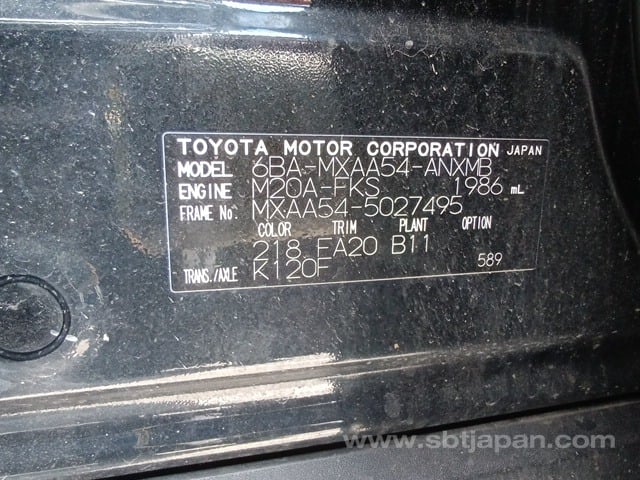 TOYOTA MOTOR CORPORATION JAPAN
MODEL 6BA-MXAA54-ANXMB
ENGINE M20A-FKS 1986 mL
FRAME No. MXAA54-5027495
COLOR TRIM PLANT OPTION
218 FA20 B11
TRANS./AXLE K120F 589
www.sbtjapan.com